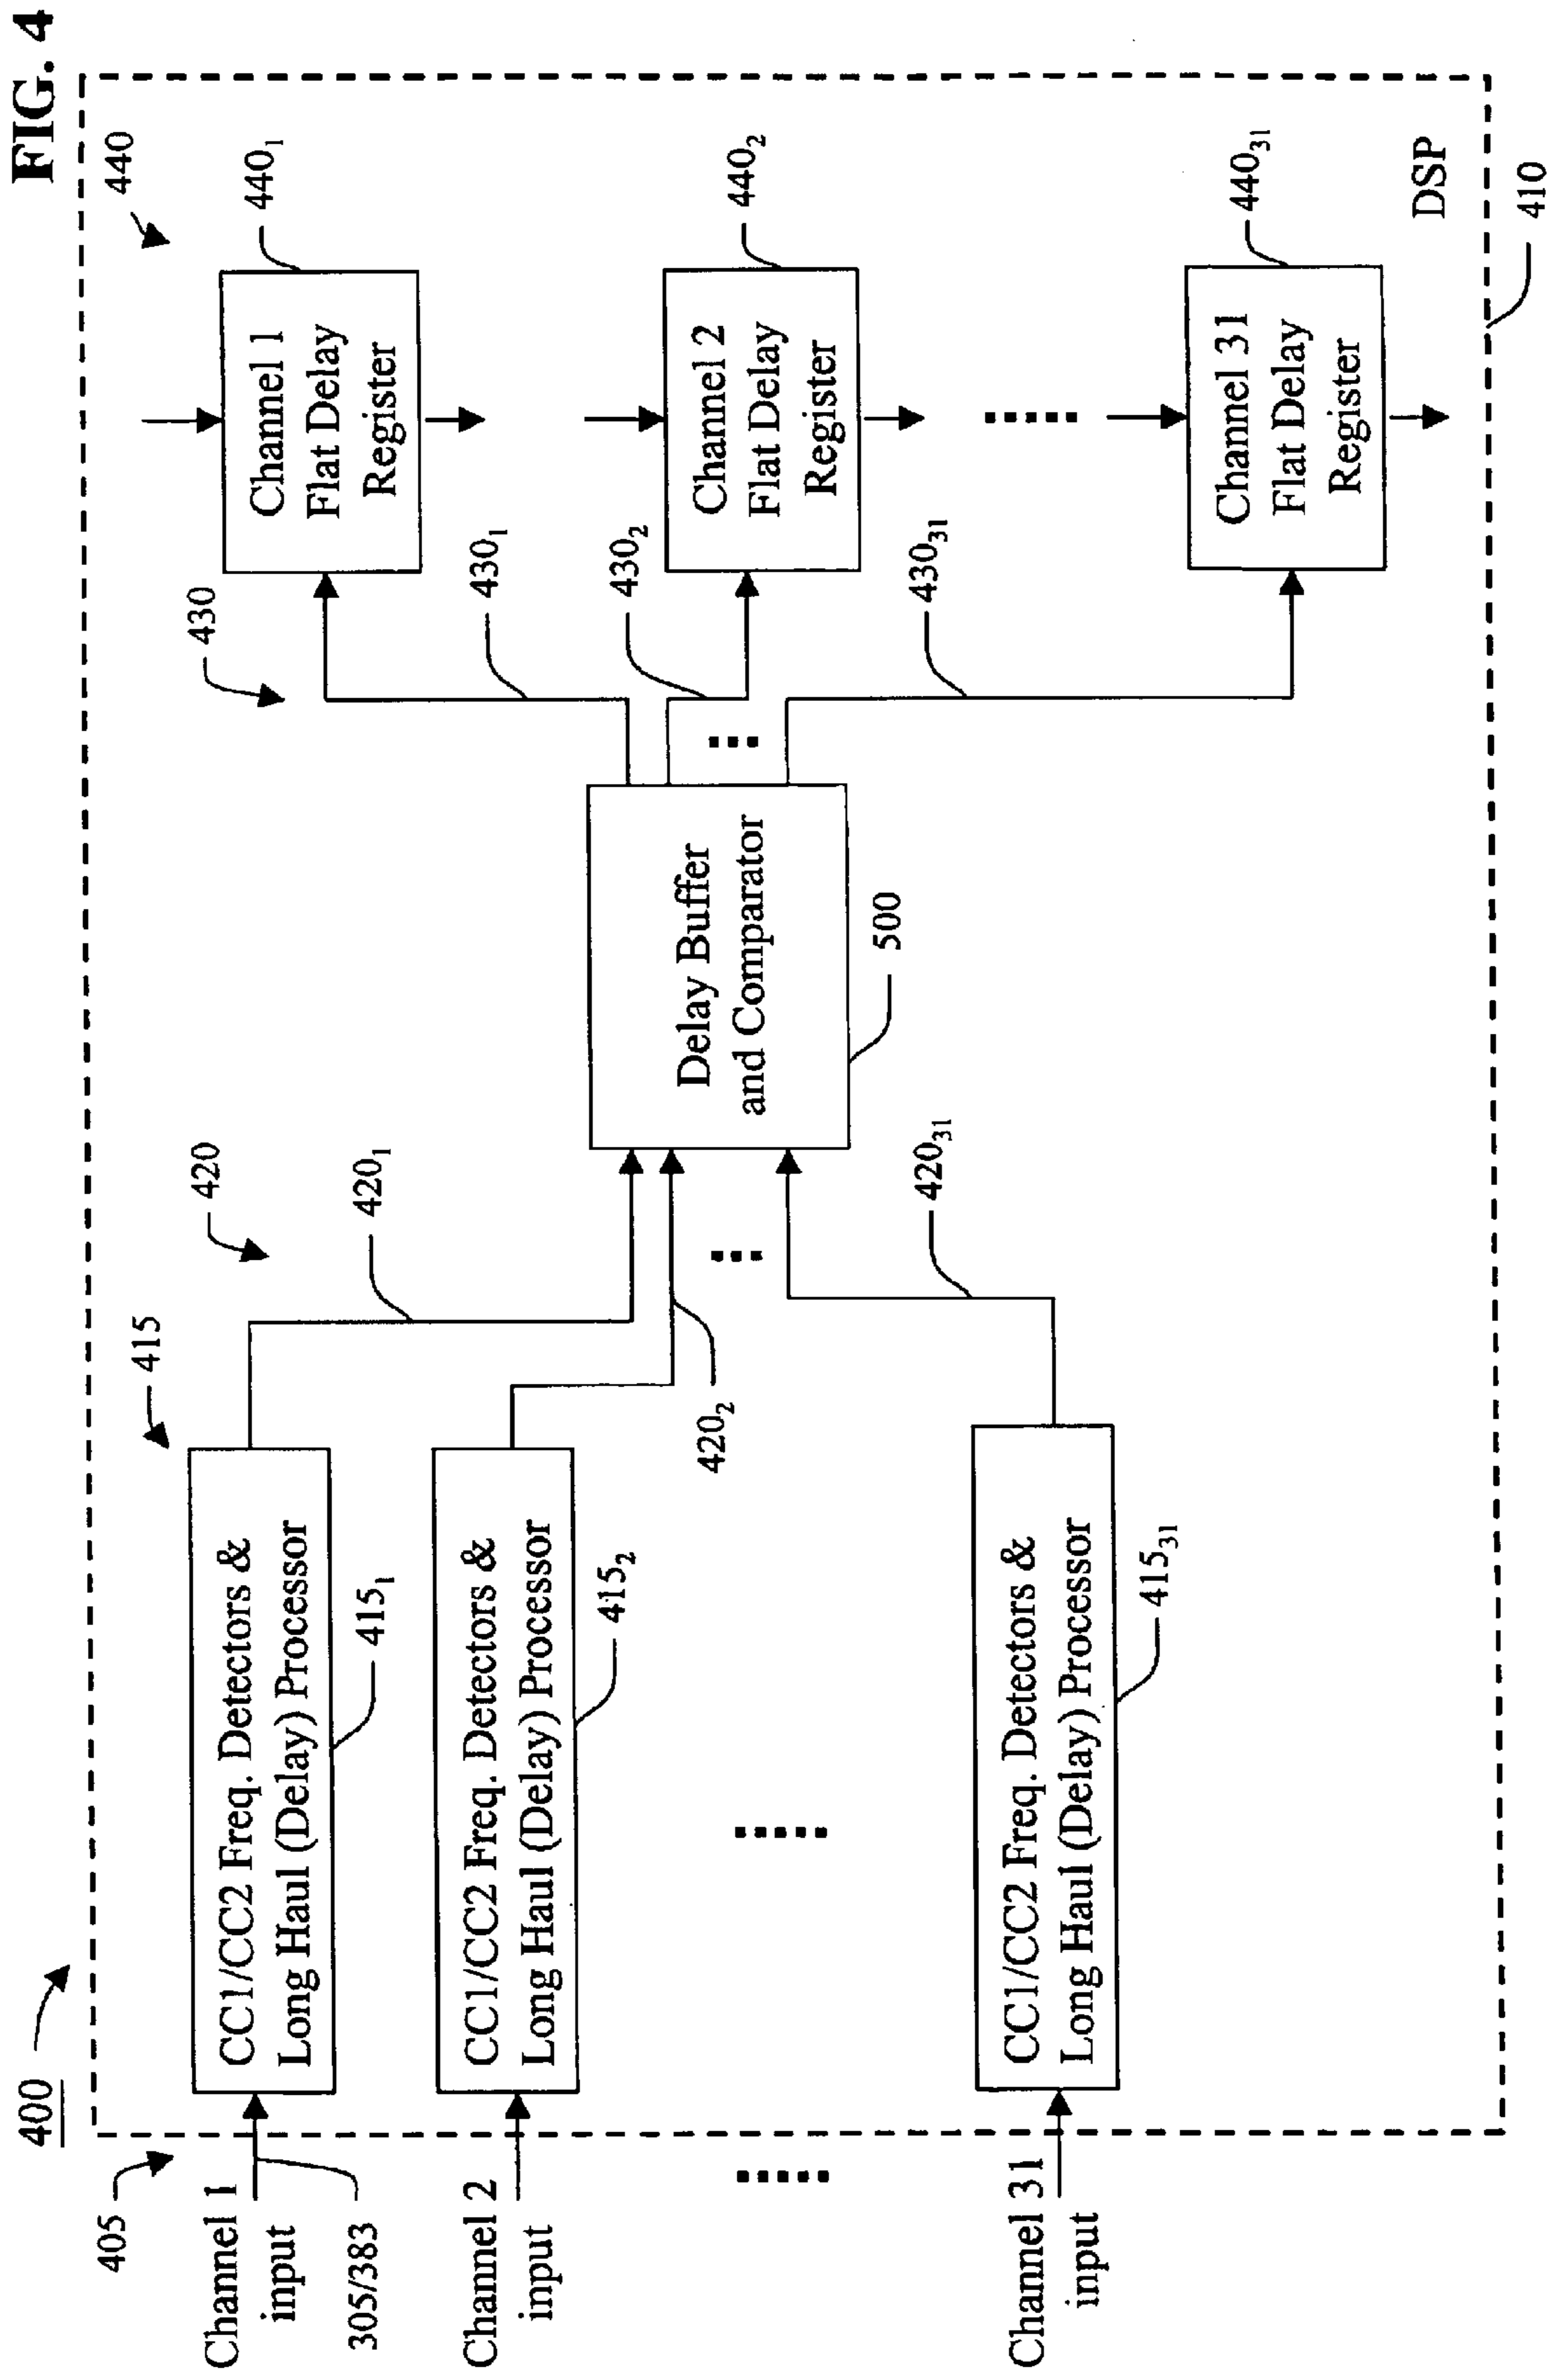 FIG. 4
400
405
Channel 1
input
305/383
Channel 2
input
Channel 31
input
415
CC1/CC2 Freq. Detectors &
Long Haul (Delay) Processor
415₁
CC1/CC2 Freq. Detectors &
Long Haul (Delay) Processor
415₂
CC1/CC2 Freq. Detectors &
Long Haul (Delay) Processor
415₃₁
420
420₁
420₂
420₃₁
Delay Buffer
and Comparator
500
430
430₁
430₂
430₃₁
440
Channel 1
Flat Delay
Register
440₁
Channel 2
Flat Delay
Register
440₂
Channel 31
Flat Delay
Register
440₃₁
DSP
410